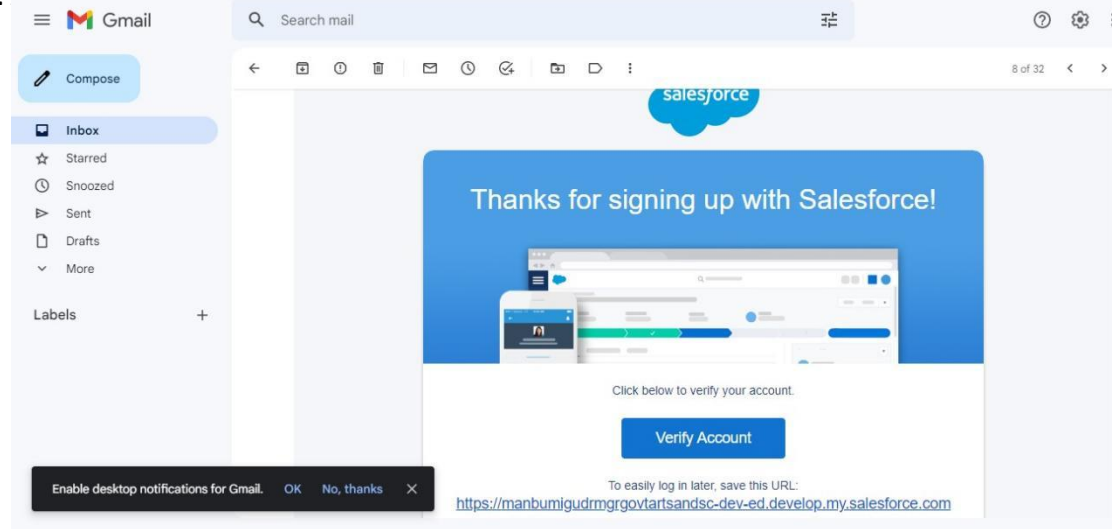 Gmail
Search mail
Compose
8 of 32
Inbox
Starred
Snoozed
Sent
Drafts
More
Labels
salesforce
Thanks for signing up with Salesforce!
Click below to verify your account.
Verify Account
To easily log in later, save this URL:
https://manbumigudrmgrgovtartsandsc-dev-ed.develop.my.salesforce.com
Enable desktop notifications for Gmail. OK No, thanks